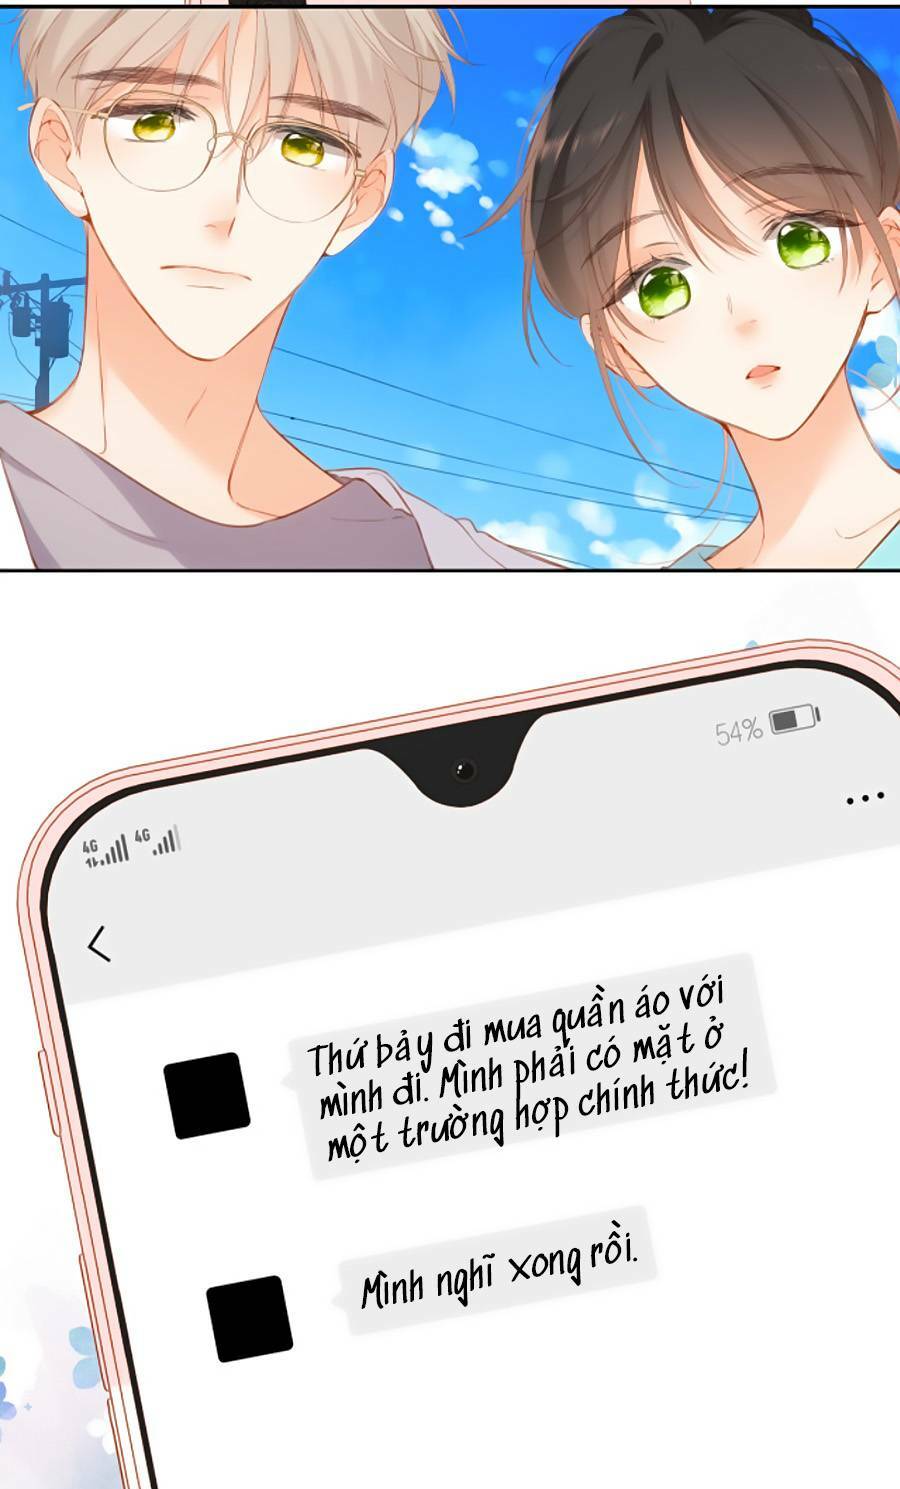 54%
4G 4G
Thứ bảy đi mua quần áo với
mình đi. Mình phải có mặt ở
một trường hợp chính thức!
Mình nghĩ xong rồi.